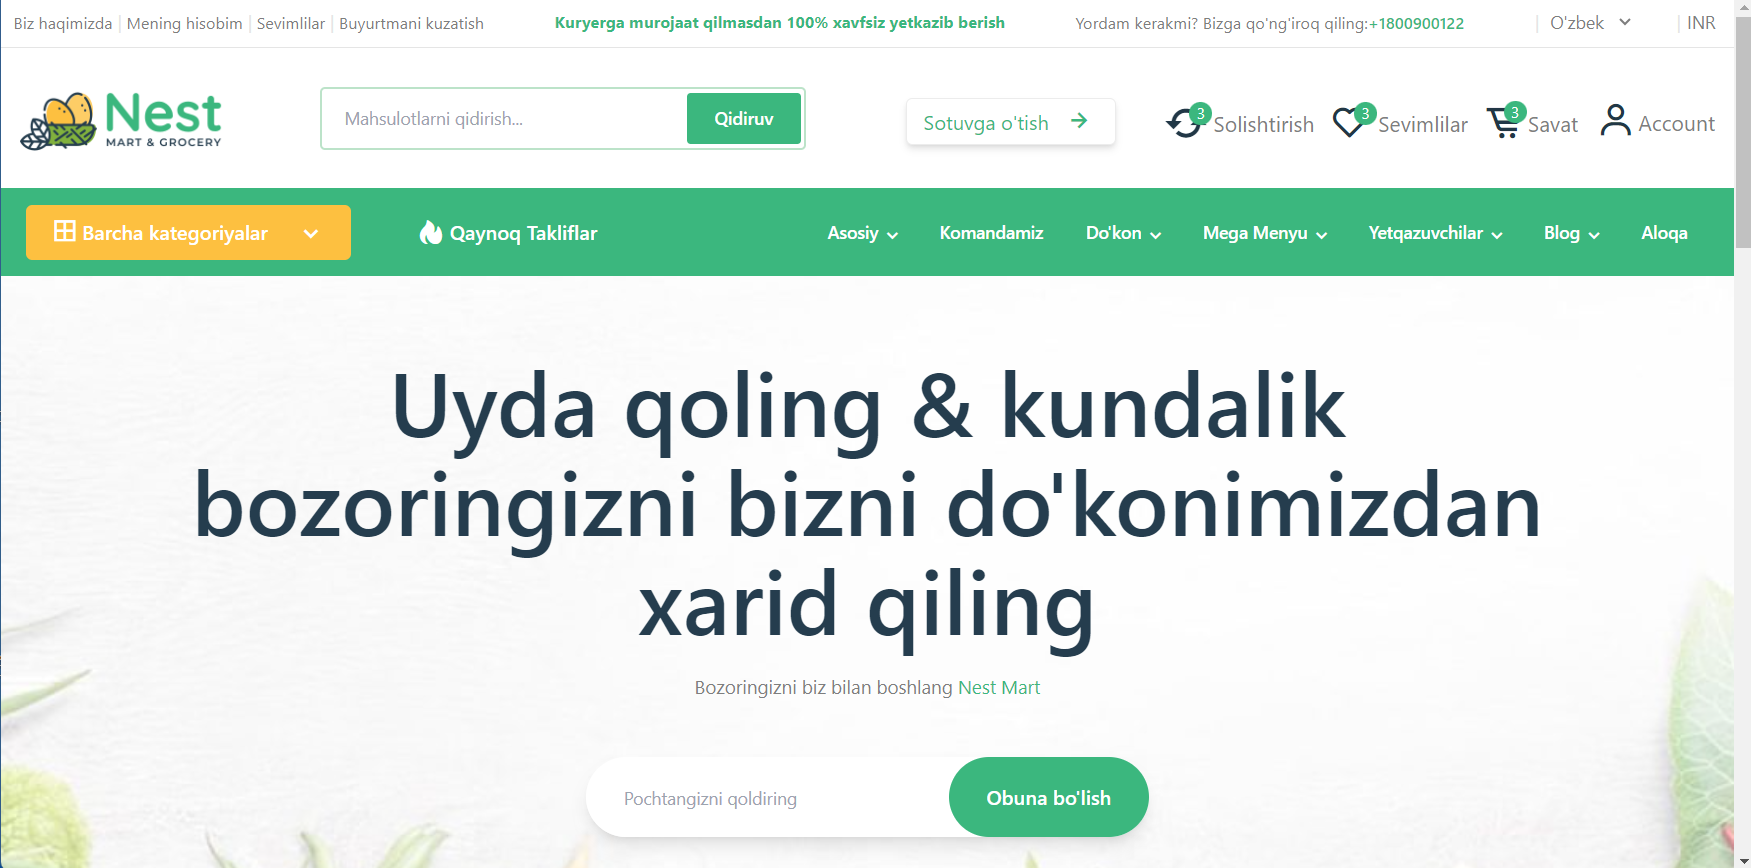 Biz haqimizda | Mening hisobim | Sevimlilar | Buyurtmani kuzatish
Kuryerga murojaat qilmasdan 100% xavfsiz yetkazib berish
Yordam kerakmi? Bizga qo'ng'iroq qiling:+1800900122
| O'zbek
| INR
Nest
MART & GROCERY
Mahsulotlarni qidirish...
Qidiruv
Sotuvga o'tish
3 Solishtirish
3 Sevimlilar
3 Savat
Account
Barcha kategoriyalar
Qaynoq Takliflar
Asosiy
Komandamiz
Do'kon
Mega Menyu
Yetqazuvchilar
Blog
Aloqa
Uyda qoling & kundalik
bozoringizni bizni do'konimizdan
xarid qiling
Bozoringizni biz bilan boshlang Nest Mart
Pochtangizni qoldiring
Obuna bo'lish